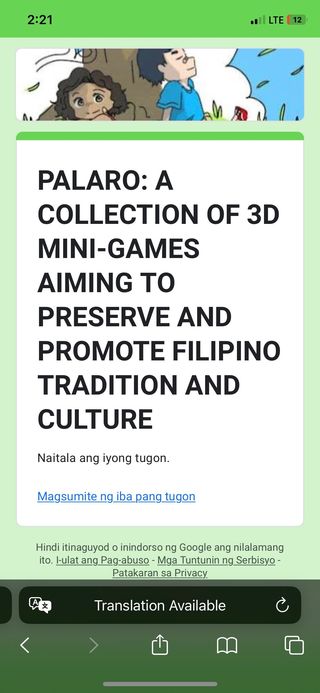 2:21
LTE 12
PALARO: A
COLLECTION OF 3D
MINI-GAMES
AIMING TO
PRESERVE AND
PROMOTE FILIPINO
TRADITION AND
CULTURE
Naitala ang iyong tugon.
Magsumite ng iba pang tugon
Hindi itinaguyod o inindorso ng Google ang nilalamang
ito. I-ulat ang Pag-abuso - Mga Tuntunin ng Serbisyo -
Patakaran sa Privacy
Translation Available